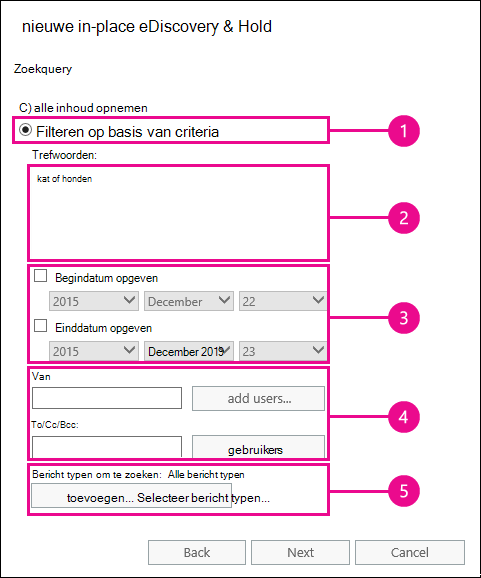 nieuwe in-place eDiscovery & Hold
Zoekquery
C) alle inhoud opnemen
Filteren op basis van criteria
1
Trefwoorden:
kat of honden
2
Begindatum opgeven
2015 December 22
3
Einddatum opgeven
2015 December 2019 23
Van
add users...
4
To/Cc/Bcc:
gebruikers
Bericht typen om te zoeken: Alle bericht typen
toevoegen... Selecteer bericht typen...
5
Back Next Cancel